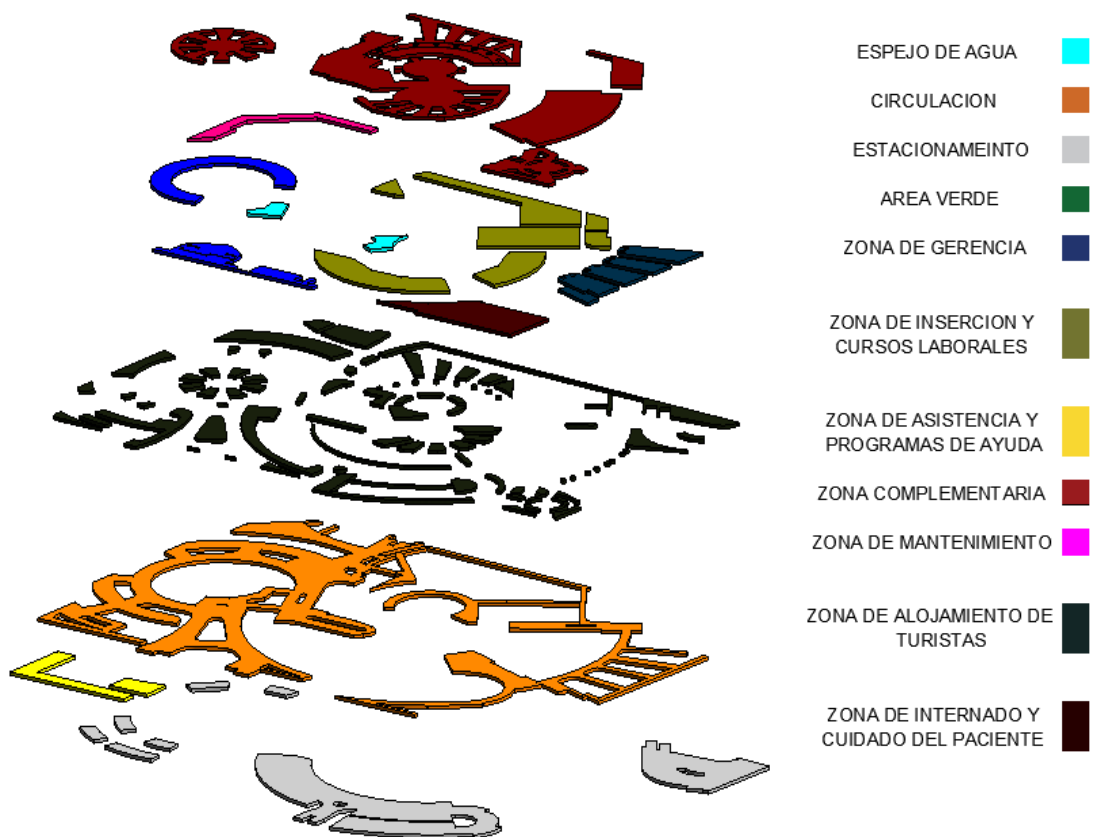 ESPEJO DE AGUA
CIRCULACION
ESTACIONAMEINTO
AREA VERDE
ZONA DE GERENCIA
ZONA DE INSERCION Y
CURSOS LABORALES
ZONA DE ASISTENCIA Y
PROGRAMAS DE AYUDA
ZONA COMPLEMENTARIA
ZONA DE MANTENIMIENTO
ZONA DE ALOJAMIENTO DE
TURISTAS
ZONA DE INTERNADO Y
CUIDADO DEL PACIENTE